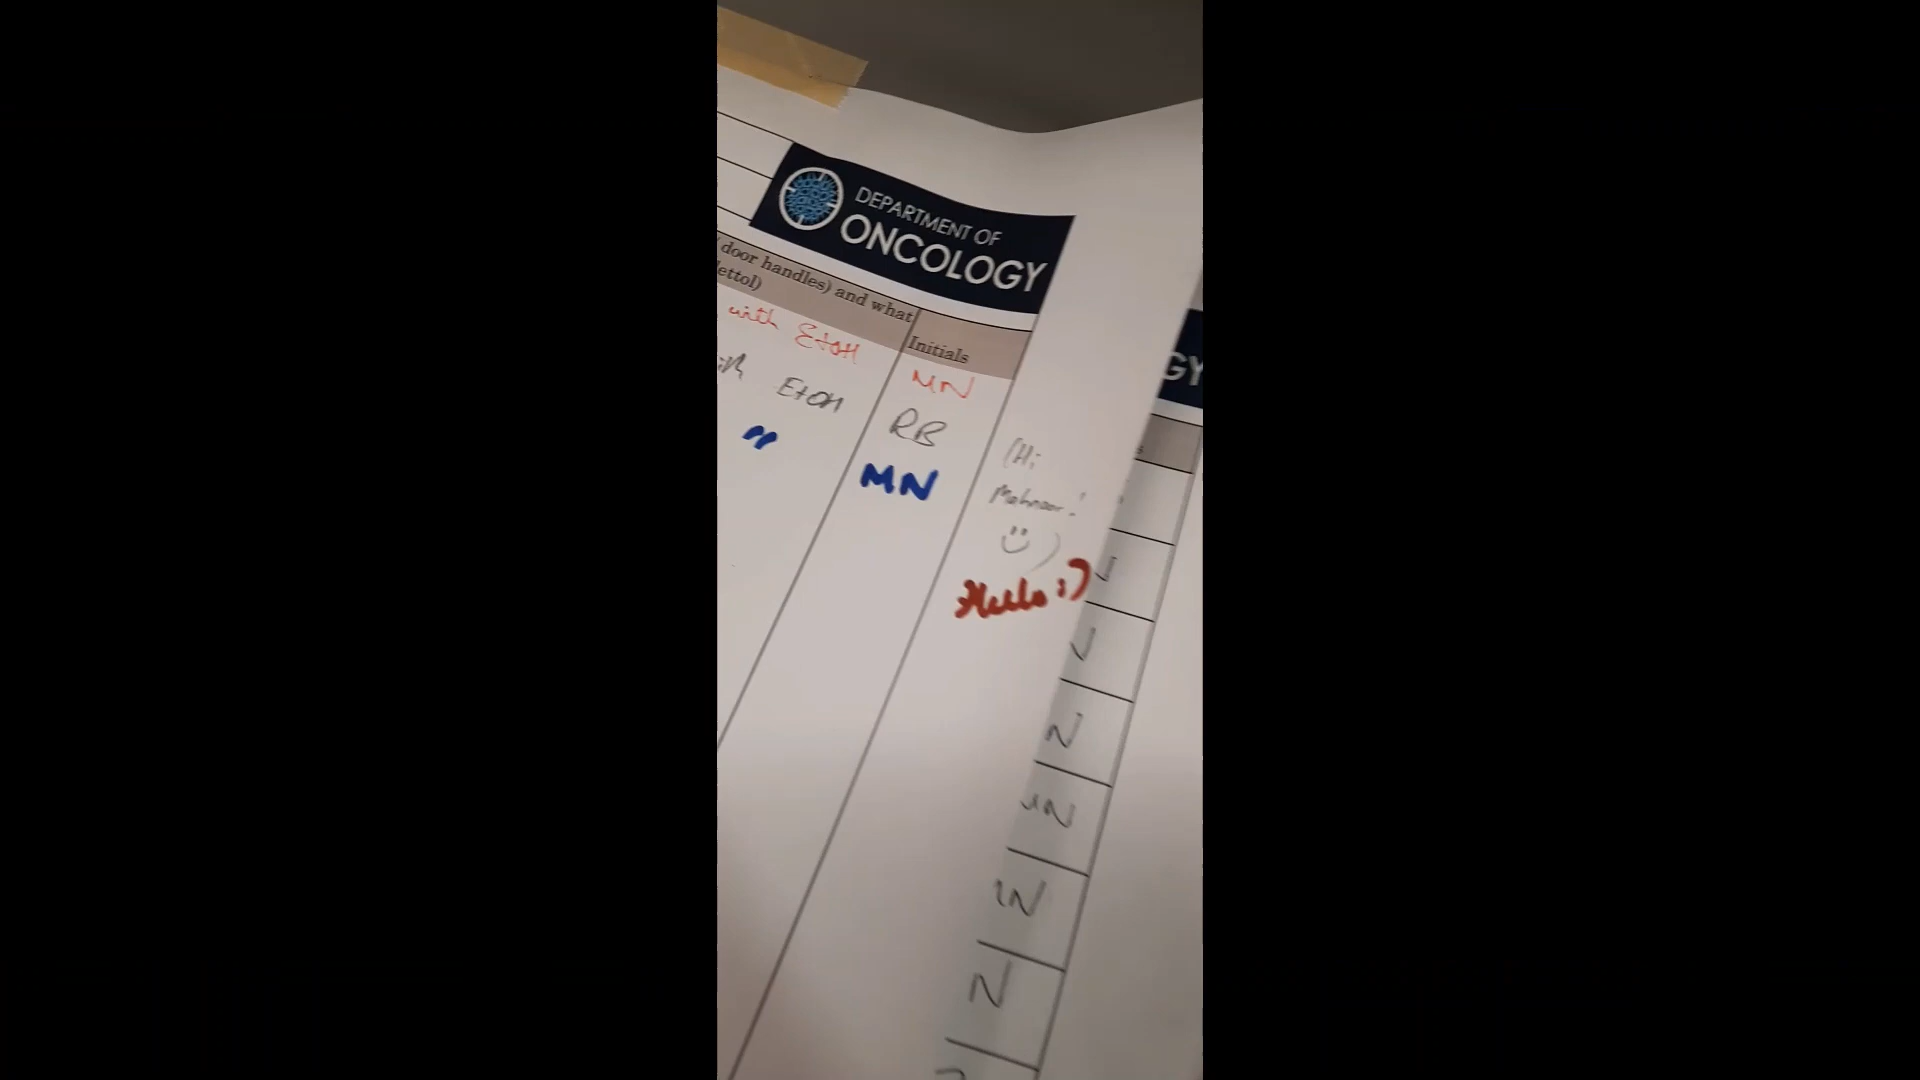 DEPARTMENT OF
ONCOLOGY
door handles) and what
ettol)
Initials
with EtOH
MN
EtOH
RB
"
MN
(Hi
Mahnoor!
:))
Hello :)
GY
N
N
N